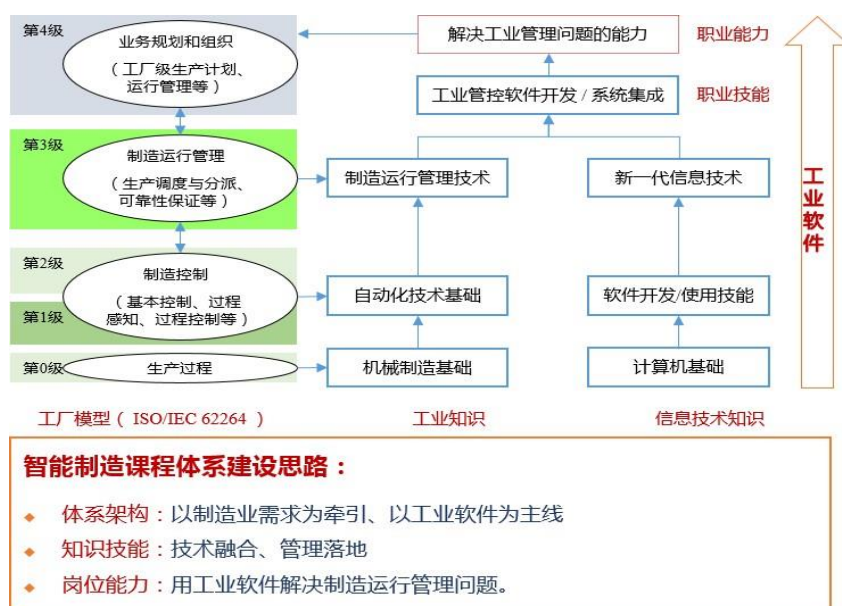 第4级
业务规划和组织
（工厂级生产计划、
运行管理等）
解决工业管理问题的能力
职业能力
工业管控软件开发 / 系统集成
职业技能
第3级
制造运行管理
（生产调度与分派、
可靠性保证等）
制造运行管理技术
新一代信息技术
工业软件
第2级
制造控制
（基本控制、过程
感知、过程控制等）
第1级
自动化技术基础
软件开发/使用技能
第0级
生产过程
机械制造基础
计算机基础
工厂模型（ ISO/IEC 62264 ）
工业知识
信息技术知识
智能制造课程体系建设思路：
体系架构：以制造业需求为牵引、以工业软件为主线
知识技能：技术融合、管理落地
岗位能力：用工业软件解决制造运行管理问题。